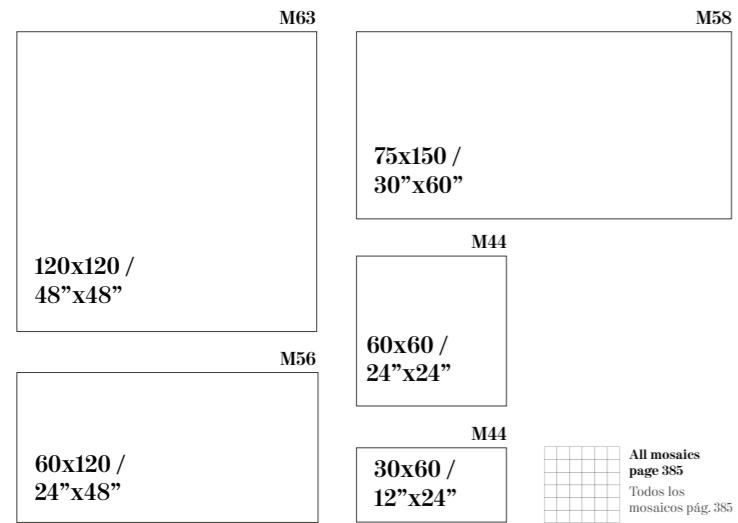 M63
120x120 /
48”x48”
M58
75x150 /
30”x60”
M44
60x60 /
24”x24”
M56
60x120 /
24”x48”
M44
30x60 /
12”x24”
All mosaics
page 385
Todos los
mosaicos pág. 385